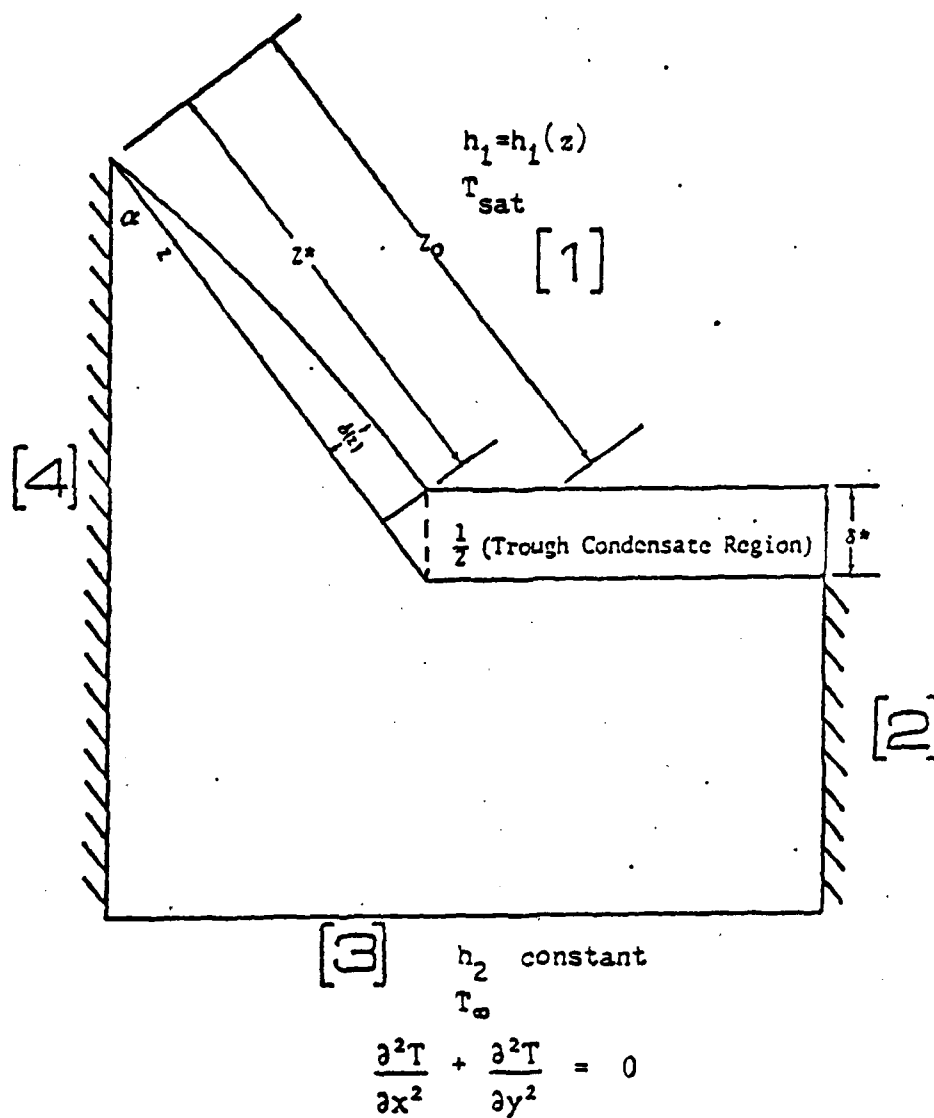 h₁=h₁(z)
T_sat
[1]
α
z
z*
z₀
δ(z)
[4]
½ (Trough Condensate Region)
δ*
[2]
[3]
h₂ constant
T∞
∂²T/∂x² + ∂²T/∂y² = 0